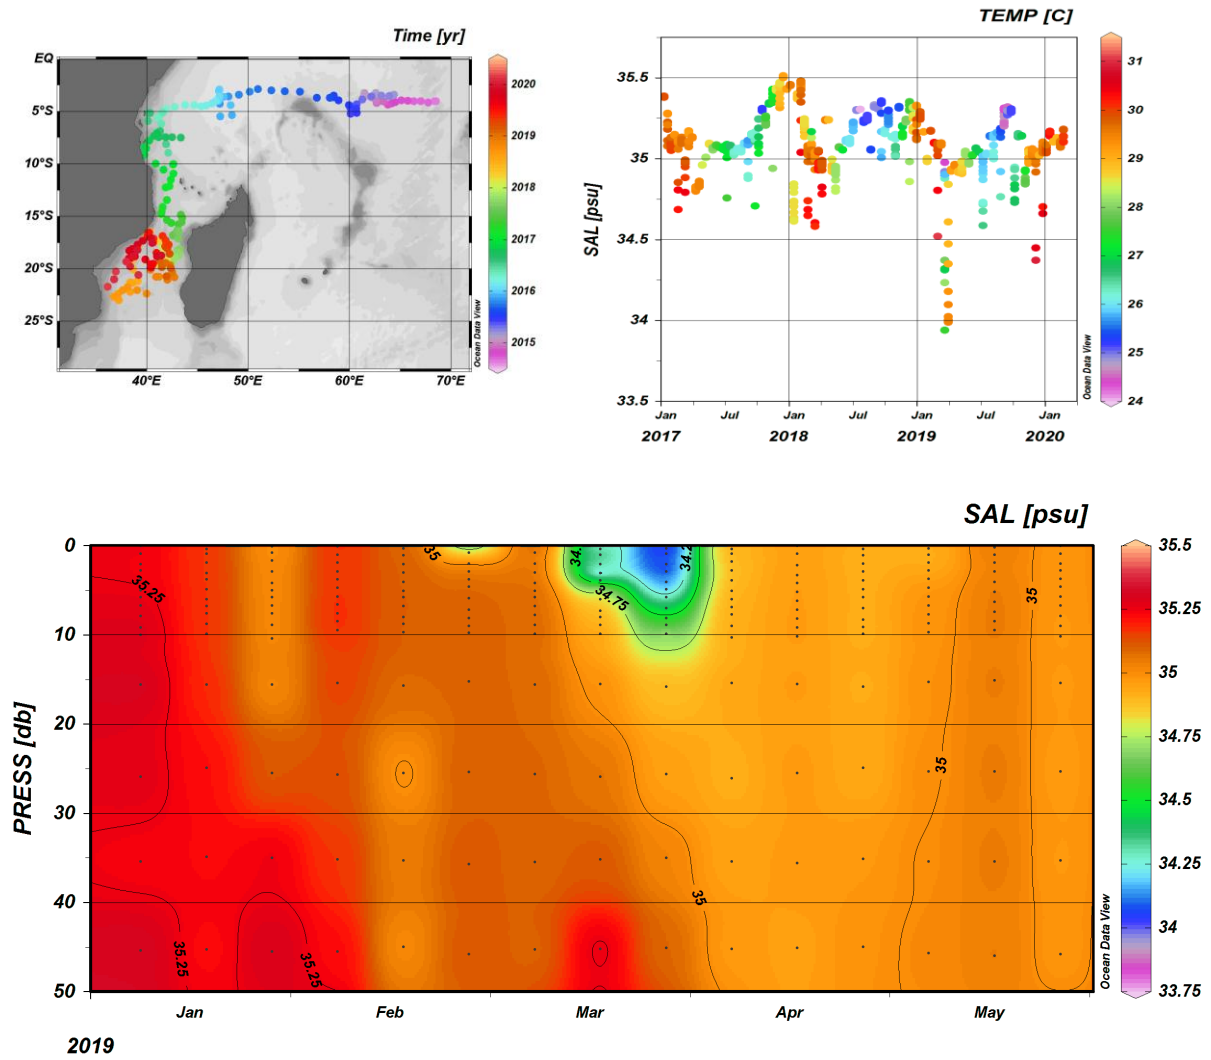 Time [yr]
EQ
5°S
10°S
15°S
20°S
25°S
40°E
50°E
60°E
70°E
Ocean Data View
2020
2019
2018
2017
2016
2015
TEMP [C]
SAL [psu]
35.5
35
34.5
34
33.5
Jan
Jul
Jan
Jul
Jan
Jul
Jan
2017
2018
2019
2020
Ocean Data View
31
30
29
28
27
26
25
24
SAL [psu]
PRESS [db]
0
10
20
30
40
50
35.25
35
34.75
34.2
35
35
35
35.25
35.25
Jan
Feb
Mar
Apr
May
2019
Ocean Data View
35.5
35.25
35
34.75
34.5
34.25
34
33.75